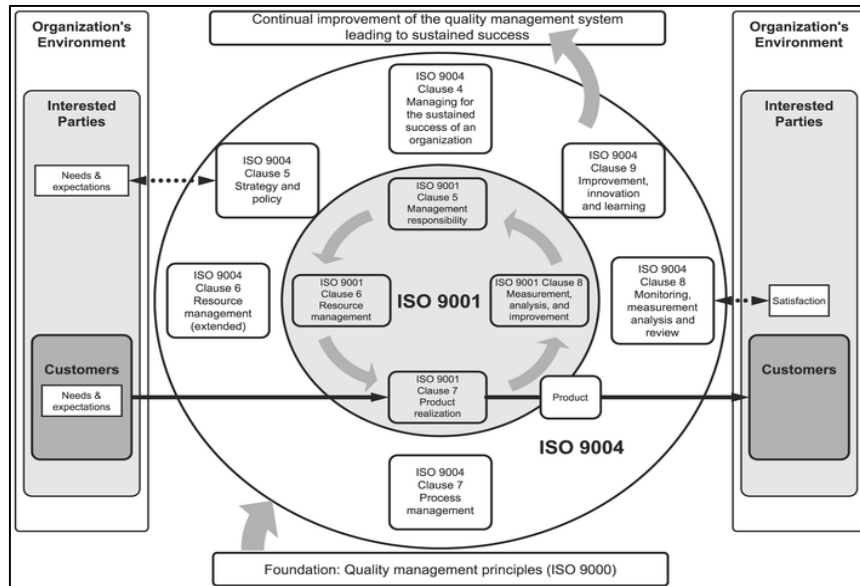 Organization's
Environment
Continual improvement of the quality management system
leading to sustained success
Organization's
Environment
Interested
Parties
Needs &
expectations
Customers
Needs &
expectations
ISO 9004
Clause 4
Managing for
the sustained
success of an
organization
ISO 9004
Clause 5
Strategy and
policy
ISO 9004
Clause 9
Improvement,
innovation
and learning
ISO 9001
Clause 5
Management
responsibility
ISO 9004
Clause 6
Resource
management
(extended)
ISO 9001
Clause 6
Resource
management
ISO 9001
ISO 9001 Clause 8
Measurement,
analysis, and
improvement
ISO 9004
Clause 8
Monitoring,
measurement
analysis and
review
ISO 9001
Clause 7
Product
realization
Product
ISO 9004
ISO 9004
Clause 7
Process
management
Interested
Parties
Satisfaction
Customers
Foundation: Quality management principles (ISO 9000)